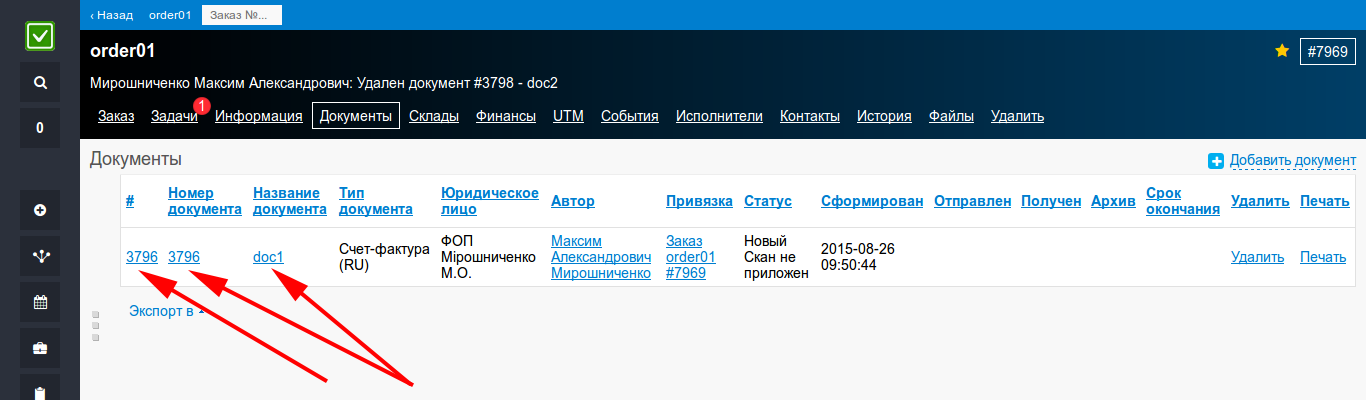 ‹ Назад order01 Заказ №...
order01 #7969
Мирошниченко Максим Александрович: Удален документ #3798 - doc2
0
1
Заказ Задачи Информация Документы Склады Финансы UTM События Исполнители Контакты История Файлы Удалить
Документы Добавить документ
# Номер документа Название документа Тип документа Юридическое лицо Автор Привязка Статус Сформирован Отправлен Получен Архив Срок окончания Удалить Печать
3796 3796 doc1 Счет-фактура (RU) ФОП Мірошниченко М.О. Максим Александрович Мирошниченко Заказ order01 #7969 Новый Скан не приложен 2015-08-26 09:50:44 Удалить Печать
Экспорт в